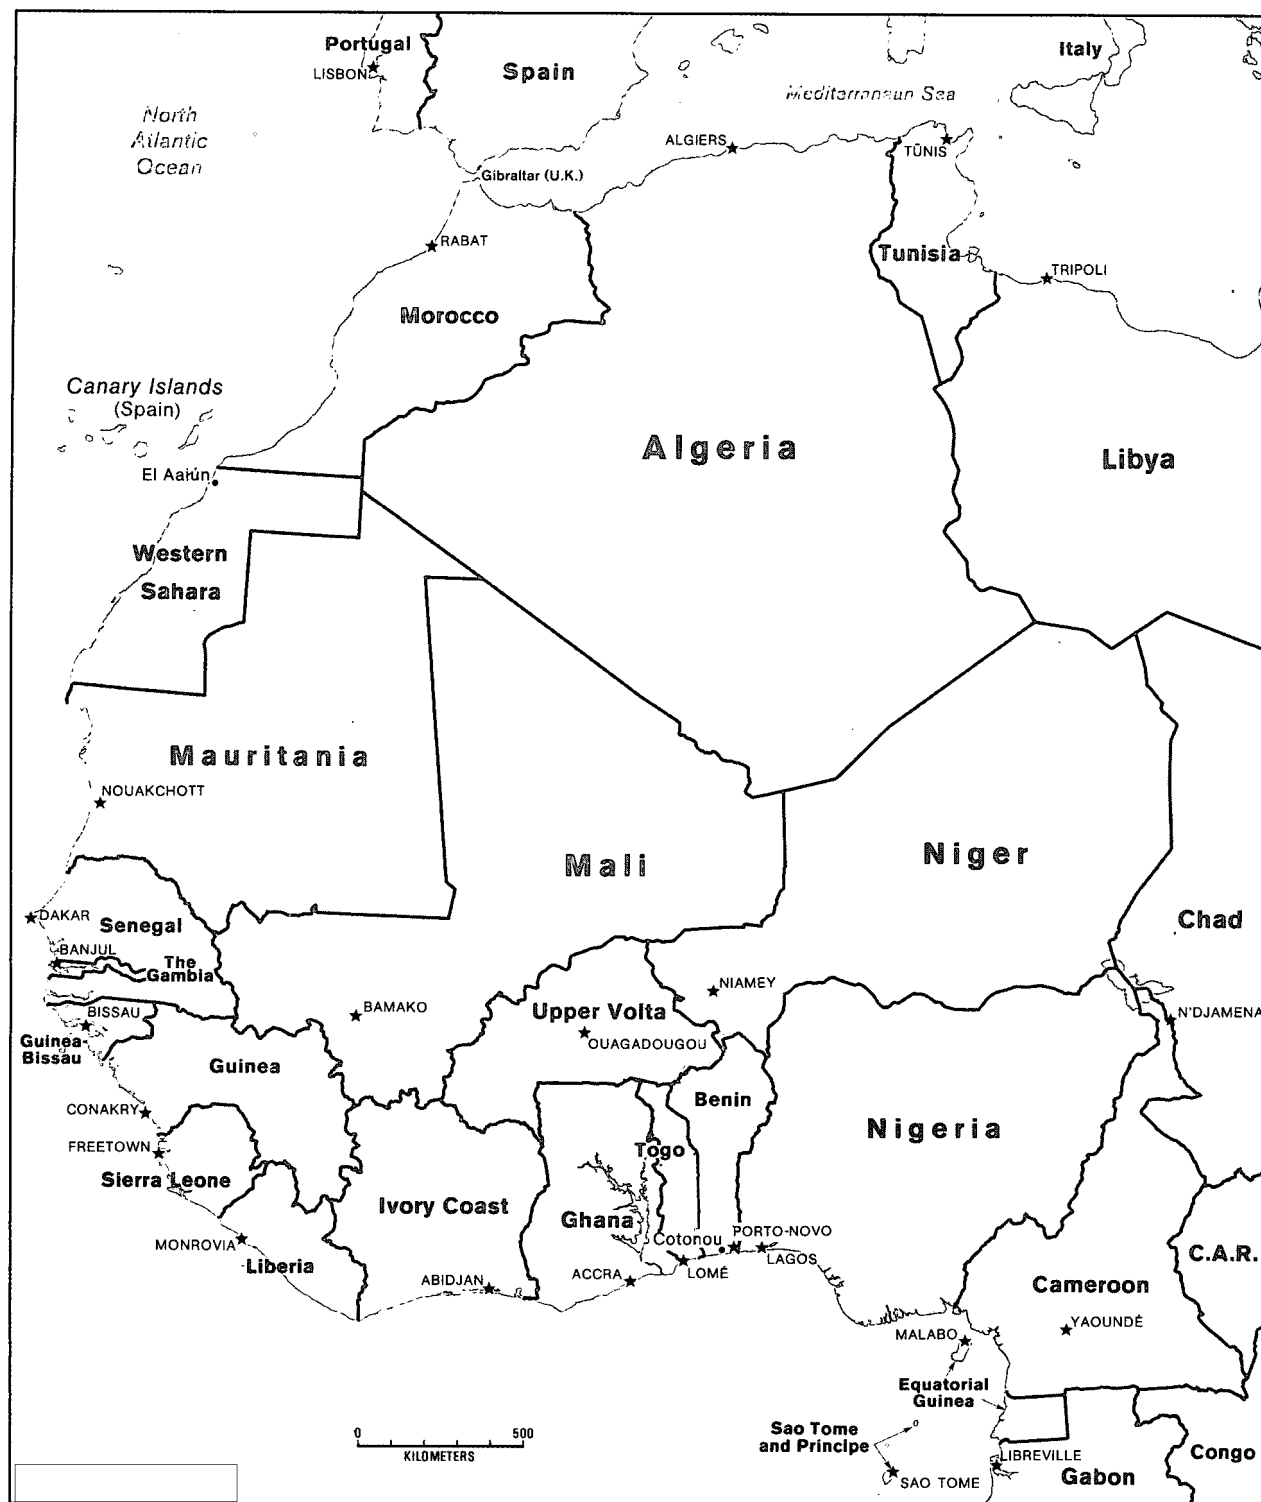 Portugal
LISBON
Spain
Italy
North
Atlantic
Ocean
Mediterranean Sea
ALGIERS
TŪNIS
Gibraltar (U.K.)
RABAT
Tunisia
TRIPOLI
Morocco
Canary Islands
(Spain)
Algeria
Libya
El Aaiún
Western
Sahara
Mauritania
NOUAKCHOTT
Mali
Niger
DAKAR
Senegal
Chad
BANJUL
The
Gambia
NIAMEY
BAMAKO
Upper Volta
BISSAU
N'DJAMENA
Guinea-
Bissau
OUAGADOUGOU
Guinea
Benin
CONAKRY
Nigeria
FREETOWN
Togo
Sierra Leone
Ivory Coast
Ghana
PORTO-NOVO
Cotonou
MONROVIA
LAGOS
C.A.R.
Liberia
ABIDJAN
ACCRA
LOMÉ
Cameroon
YAOUNDÉ
MALABO
Equatorial
Guinea
0 500
KILOMETERS
Sao Tome
and Principe
LIBREVILLE
Congo
SAO TOME
Gabon